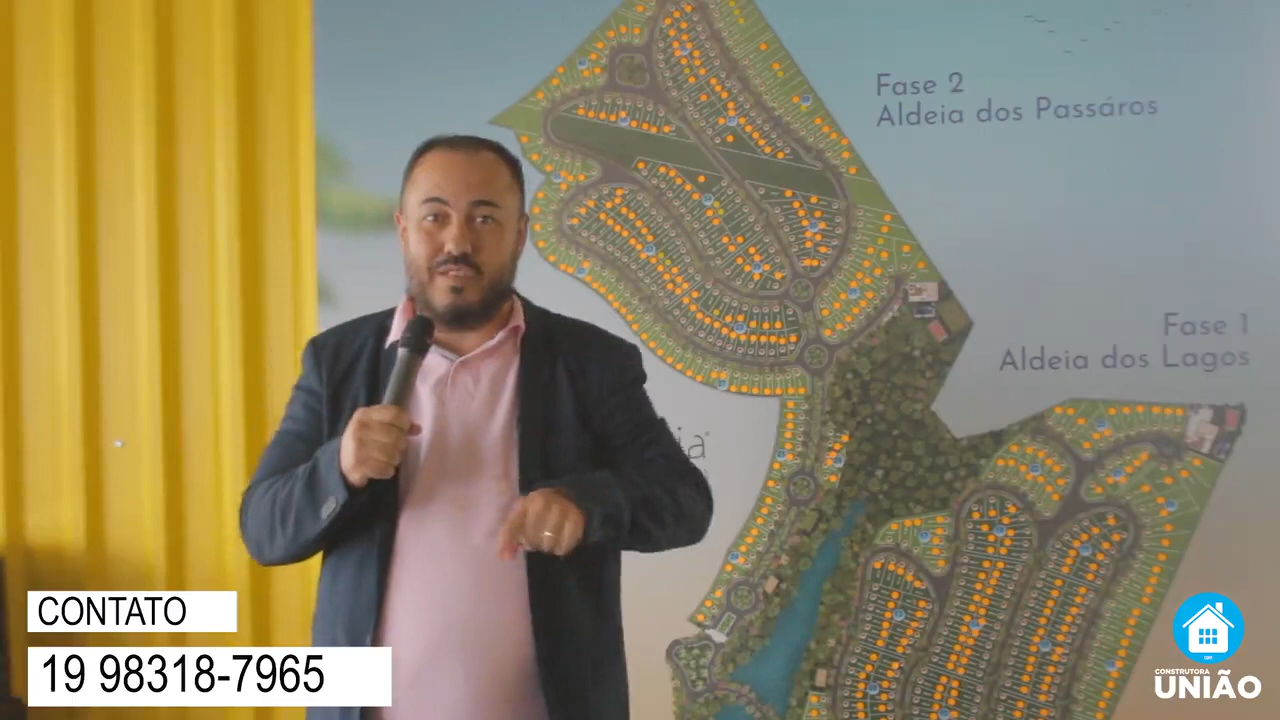 Fase 2
Aldeia dos Passáros
Fase 1
Aldeia dos Lagos
CONTATO
19 98318-7965
CONSTRUTORA
UNIÃO